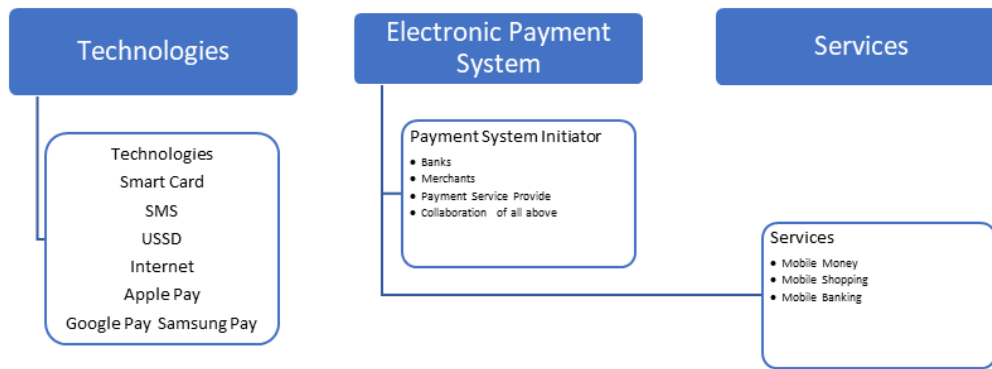 Technologies
Electronic Payment
System
Services
Technologies
Smart Card
SMS
USSD
Internet
Apple Pay
Google Pay Samsung Pay
Payment System Initiator
• Banks
• Merchants
• Payment Service Provide
• Collaboration of all above
Services
• Mobile Money
• Mobile Shopping
• Mobile Banking